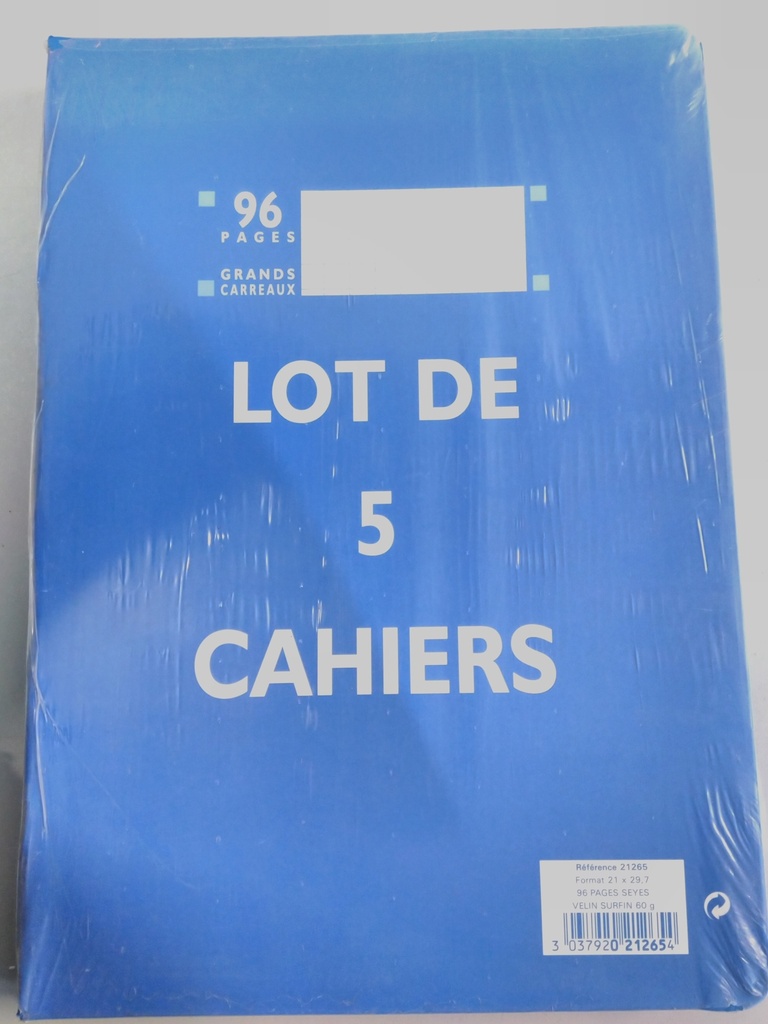 96
PAGES
GRANDS
CARREAUX
LOT DE
5
CAHIERS
Référence 21265
Format 21 x 29,7
96 PAGES SEYES
VELIN SURFIN 60 g
3 037920 212654